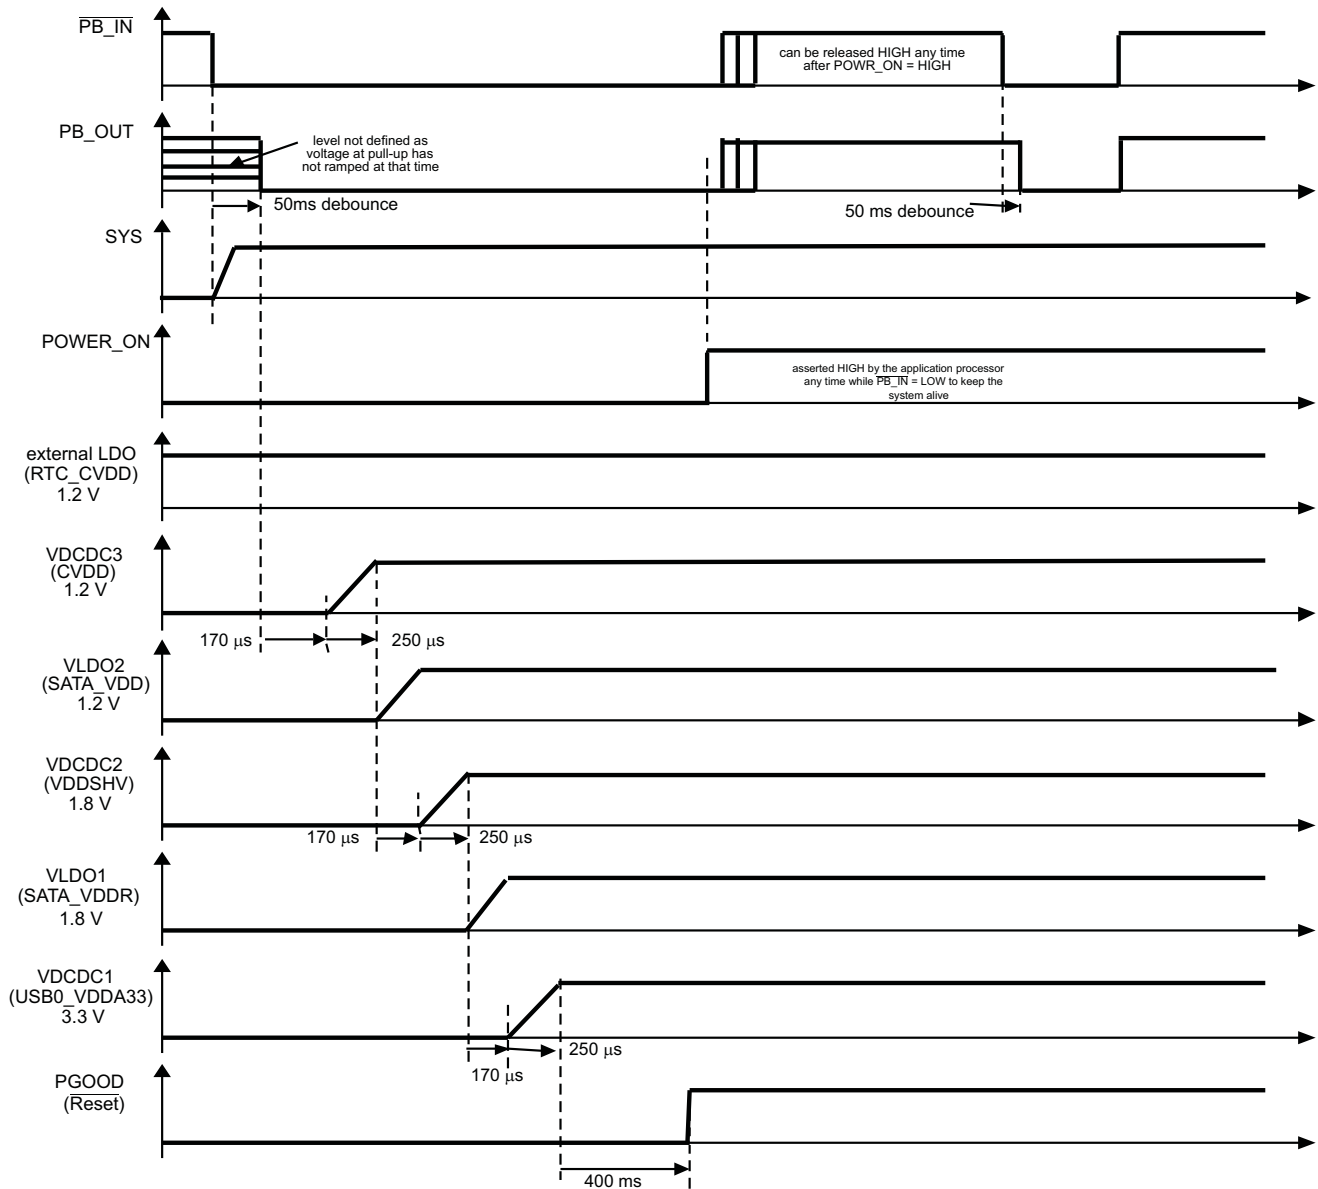 PB_IN
can be released HIGH any time
after POWR_ON = HIGH
PB_OUT
level not defined as
voltage at pull-up has
not ramped at that time
50ms debounce
50 ms debounce
SYS
POWER_ON
asserted HIGH by the application processor
any time while PB_IN = LOW to keep the
system alive
external LDO
(RTC_CVDD)
1.2 V
VDCDC3
(CVDD)
1.2 V
170 µs
250 µs
VLDO2
(SATA_VDD)
1.2 V
VDCDC2
(VDDSHV)
1.8 V
170 µs
250 µs
VLDO1
(SATA_VDDR)
1.8 V
VDCDC1
(USB0_VDDA33)
3.3 V
250 µs
170 µs
PGOOD
(Reset)
400 ms